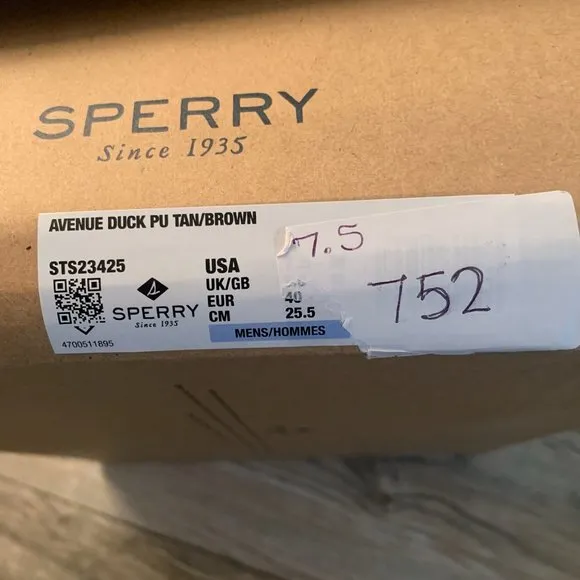 SPERRY
Since 1935
AVENUE DUCK PU TAN/BROWN
STS23425
SPERRY
Since 1935
4700511895
USA 7.5
UK/GB
EUR 40
CM 25.5
MENS/HOMMES
752